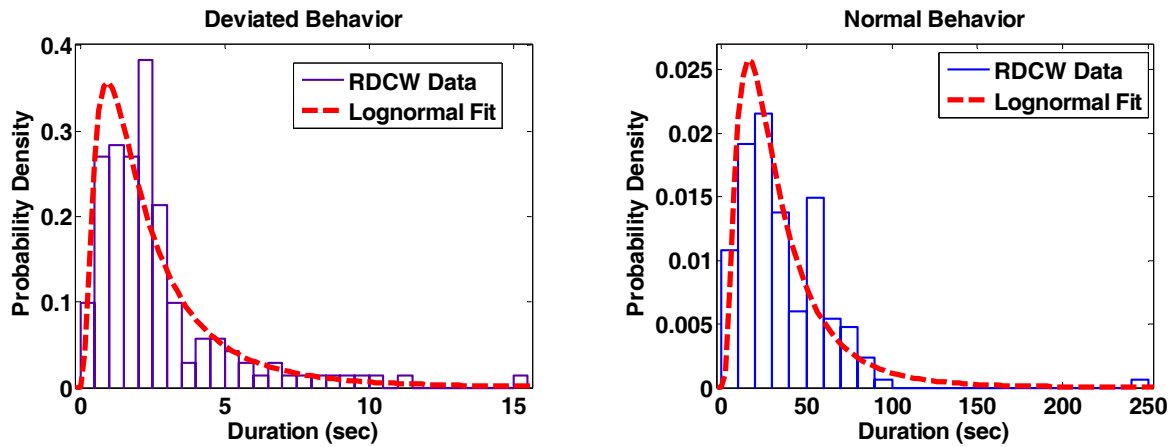 Deviated Behavior
Probability Density
0.4
0.3
0.2
0.1
0
RDCW Data
Lognormal Fit
0
5
10
15
Duration (sec)
Normal Behavior
Probability Density
0.025
0.02
0.015
0.01
0.005
0
RDCW Data
Lognormal Fit
0
50
100
150
200
250
Duration (sec)